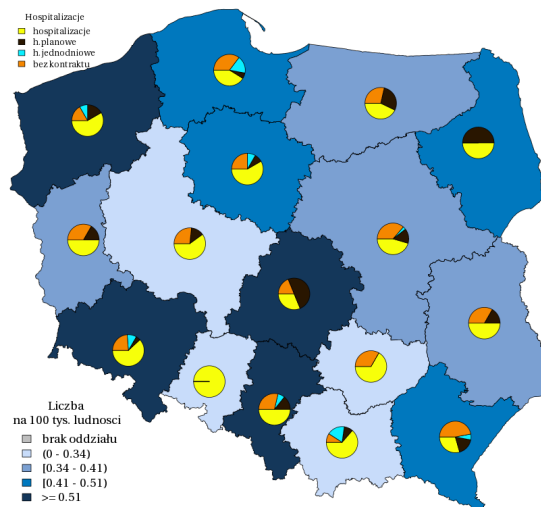 Hospitalizacje
hospitalizacje
h.planowe
h.jednodniowe
bez kontraktu
Liczba
na 100 tys. ludnosci
brak oddziału
(0 - 0.34)
[0.34 - 0.41)
[0.41 - 0.51)
>= 0.51